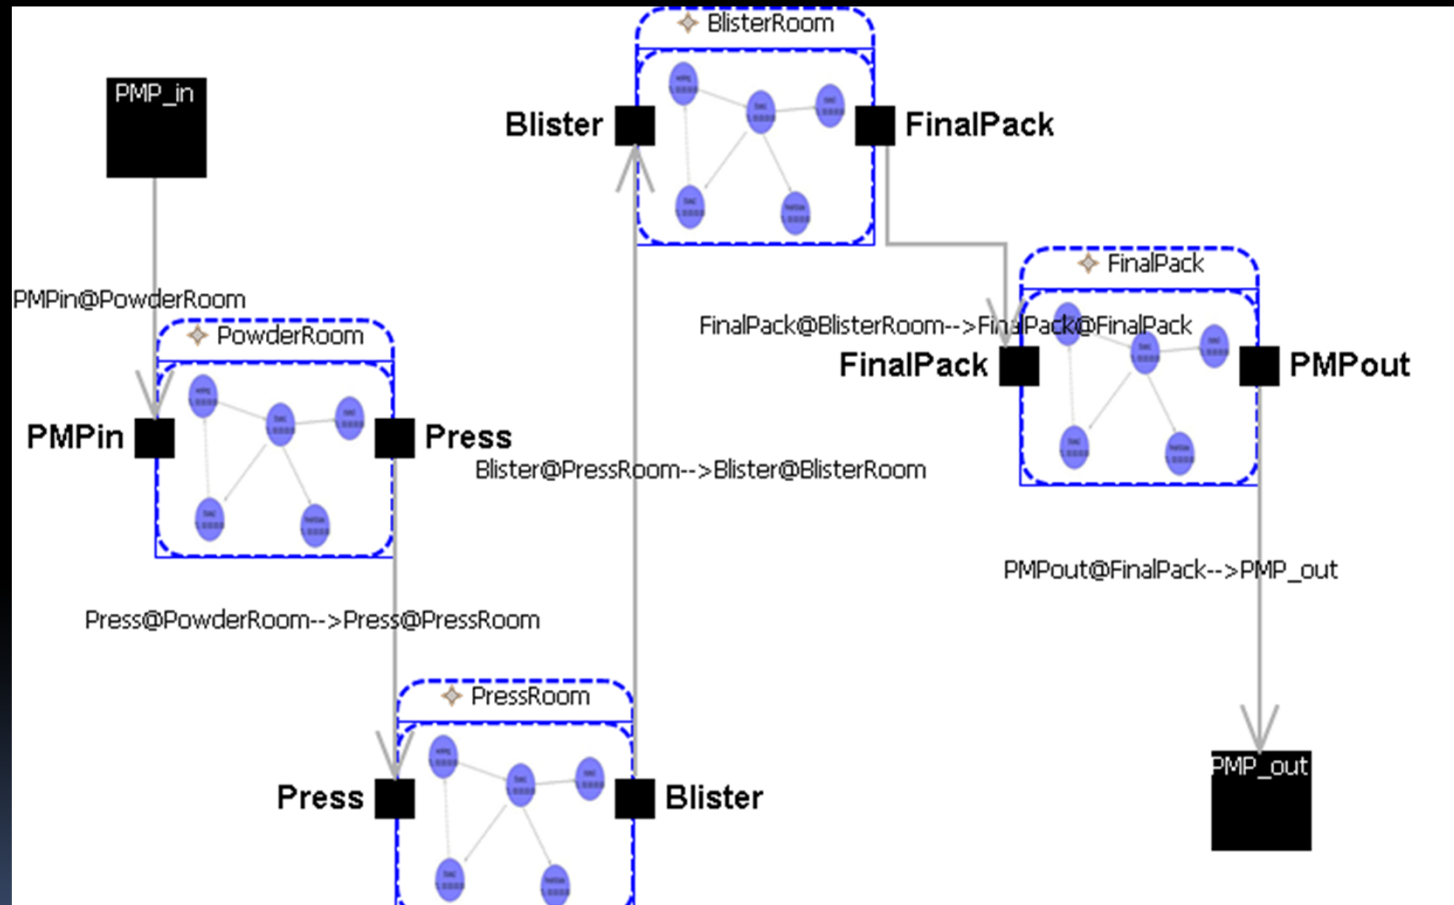 BlisterRoom
PMP_in
Blister
FinalPack
FinalPack
PMPin@PowderRoom
PowderRoom
FinalPack@BlisterRoom-->FinalPack@FinalPack
FinalPack
PMPout
PMPin
Press
Blister@PressRoom-->Blister@BlisterRoom
PMPout@FinalPack-->PMP_out
Press@PowderRoom-->Press@PressRoom
PressRoom
PMP_out
Press
Blister